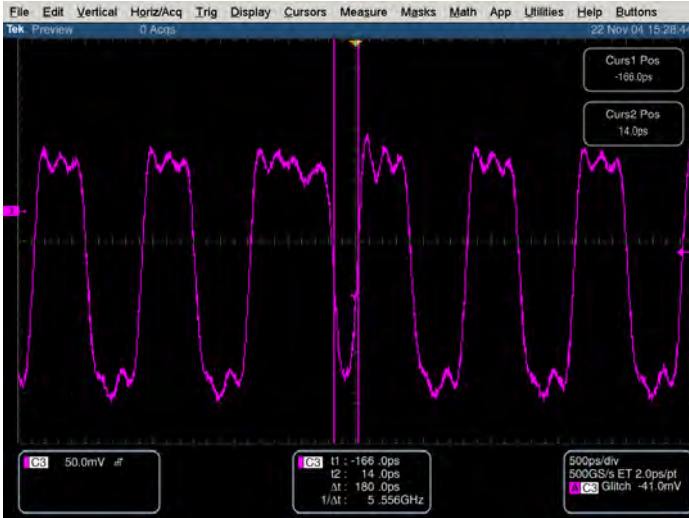 File Edit Vertical Horiz/Acq Trig Display Cursors Measure Masks Math App Utilities Help Buttons
Tek Preview 0 Acqs 22 Nov 04 15:28:44
Curs1 Pos
-166.0ps
Curs2 Pos
14.0ps
C3 50.0mV
C3 t1 : -166 .0ps
t2 : 14 .0ps
Δt : 180 .0ps
1/Δt : 5 .556GHz
500ps/div
500GS/s ET 2.0ps/pt
A C3 Glitch -41.0mV